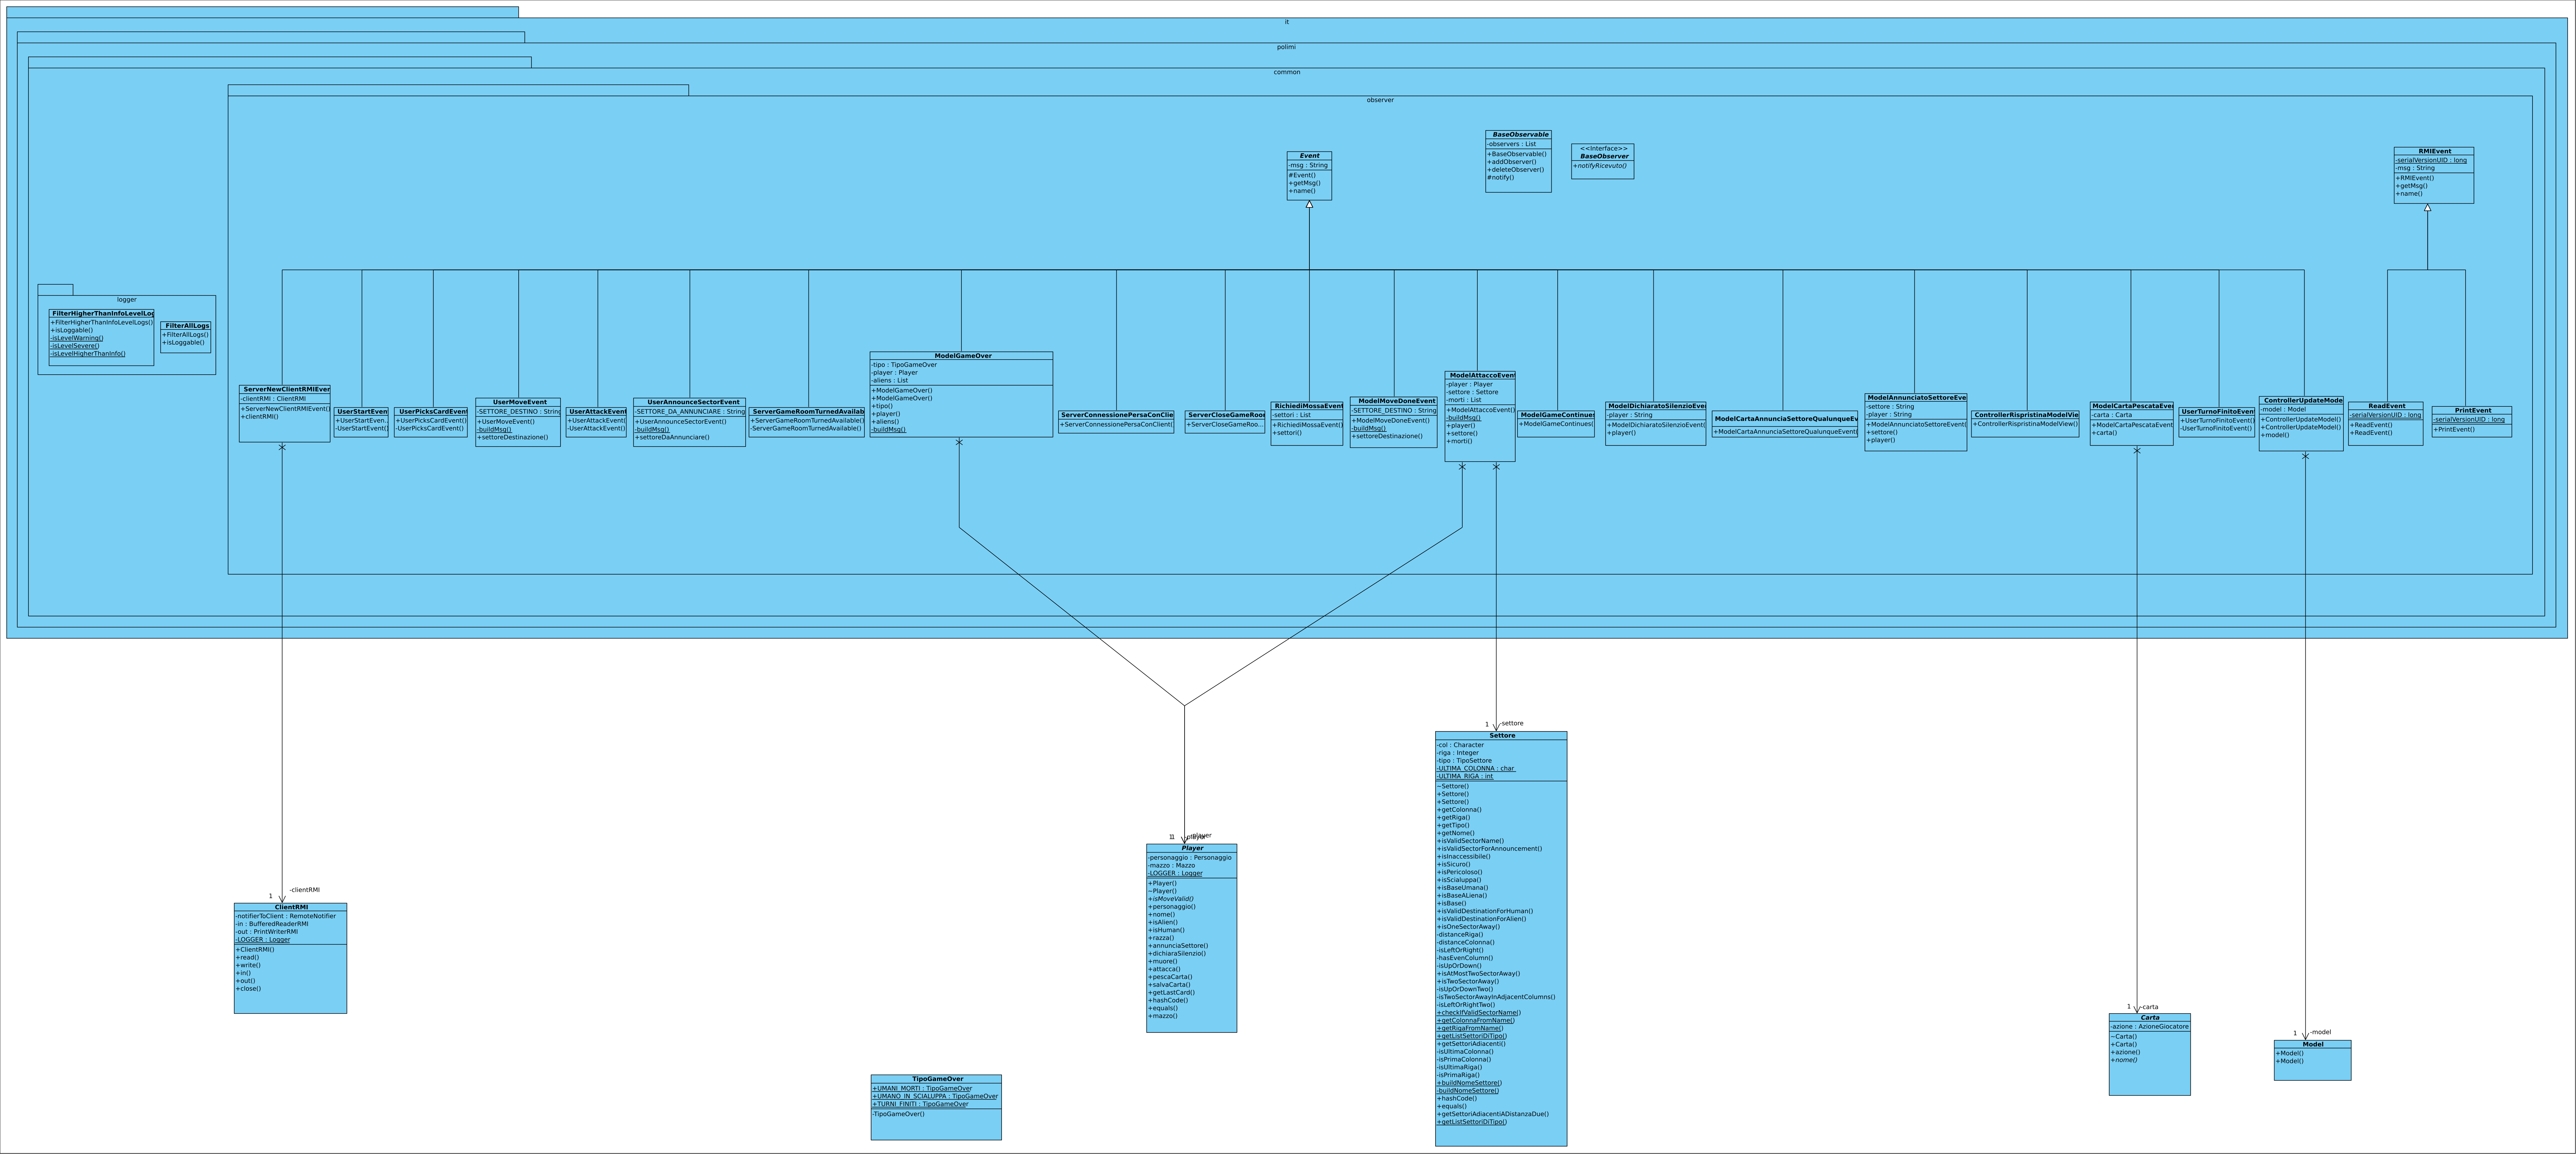 it
polimi
common
observer
Event
-msg : String
#Event()
+getMsg()
+name()
BaseObservable
-observers : List
+BaseObservable()
+addObserver()
+deleteObserver()
#notify()
<<Interface>>
BaseObserver
+notifyRicevuto()
RMIEvent
-serialVersionUID : long
-msg : String
+RMIEvent()
+getMsg()
+name()
logger
FilterHigherThanInfoLevelLog
+FilterHigherThanInfoLevelLogs()
+isLoggable()
-isLevelWarning()
-isLevelSevere()
-isLevelHigherThanInfo()
FilterAllLogs
+FilterAllLogs()
+isLoggable()
ServerNewClientRMIEven
-clientRMI : ClientRMI
+ServerNewClientRMIEvent()
+clientRMI()
UserStartEvent
+UserStartEven...
-UserStartEvent()
UserPicksCardEvent
+UserPicksCardEvent()
-UserPicksCardEvent()
UserMoveEvent
-SETTORE_DESTINO : String
+UserMoveEvent()
-buildMsg()
+settoreDestinazione()
UserAttackEvent
+UserAttackEvent()
-UserAttackEvent()
UserAnnounceSectorEvent
-SETTORE_DA_ANNUNCIARE : String
+UserAnnounceSectorEvent()
-buildMsg()
+settoreDaAnnunciare()
ServerGameRoomTurnedAvailab
+ServerGameRoomTurnedAvailable()
-ServerGameRoomTurnedAvailable()
ModelGameOver
-tipo : TipoGameOver
-player : Player
-aliens : List
+ModelGameOver()
+ModelGameOver()
+tipo()
+player()
+aliens()
-buildMsg()
ServerConnessionePersaConClie
+ServerConnessionePersaConClient()
ServerCloseGameRoo
+ServerCloseGameRoo...
RichiediMossaEvent
-settori : List
+RichiediMossaEvent()
+settori()
ModelMoveDoneEvent
-SETTORE_DESTINO : String
+ModelMoveDoneEvent()
-buildMsg()
+settoreDestinazione()
ModelAttaccoEvent
-player : Player
-settore : Settore
-morti : List
+ModelAttaccoEvent()
-buildMsg()
+player()
+settore()
+morti()
ModelGameContinues
+ModelGameContinues()
ModelDichiaratoSilenzioEve
-player : String
+ModelDichiaratoSilenzioEvent()
+player()
ModelCartaAnnunciaSettoreQualunqueEv
+ModelCartaAnnunciaSettoreQualunqueEvent()
ModelAnnunciatoSettoreEve
-settore : String
-player : String
+ModelAnnunciatoSettoreEvent()
+settore()
+player()
ControllerRispristinaModelVie
+ControllerRispristinaModelView()
ModelCartaPescataEven
-carta : Carta
+ModelCartaPescataEvent()
+carta()
UserTurnoFinitoEvent
+UserTurnoFinitoEvent()
-UserTurnoFinitoEvent()
ControllerUpdateMode
-model : Model
+ControllerUpdateModel()
+ControllerUpdateModel()
+model()
ReadEvent
-serialVersionUID : long
+ReadEvent()
+ReadEvent()
PrintEvent
-serialVersionUID : long
+PrintEvent()
1
-settore
Settore
-col : Character
-riga : Integer
-tipo : TipoSettore
-ULTIMA_COLONNA : char
-ULTIMA_RIGA : int
~Settore()
+Settore()
+Settore()
+getColonna()
+getRiga()
+getTipo()
+getNome()
+isValidSectorName()
+isValidSectorForAnnouncement()
+isInaccessibile()
+isSicuro()
+isPericoloso()
+isScialuppa()
+isBaseUmana()
+isBaseALiena()
+isBase()
+isValidDestinationForHuman()
+isValidDestinationForAlien()
+isOneSectorAway()
-distanceRiga()
-distanceColonna()
-isLeftOrRight()
-hasEvenColumn()
-isUpOrDown()
+isAtMostTwoSectorAway()
+isTwoSectorAway()
-isUpOrDownTwo()
-isTwoSectorAwayInAdjacentColumns()
-isLeftOrRightTwo()
+checkIfValidSectorName()
+getColonnaFromName()
+getRigaFromName()
+getListSettoriDiTipo()
+getSettoriAdiacenti()
-isUltimaColonna()
-isPrimaColonna()
-isUltimaRiga()
-isPrimaRiga()
+buildNomeSettore()
-buildNomeSettore()
+hashCode()
+equals()
+getSettoriAdiacentiADistanzaDue()
+getListSettoriDiTipo()
1
-player
Player
-personaggio : Personaggio
-mazzo : Mazzo
-LOGGER : Logger
+Player()
~Player()
+isMoveValid()
+personaggio()
+nome()
+isAlien()
+isHuman()
+razza()
+annunciaSettore()
+dichiaraSilenzio()
+muore()
+attacca()
+pescaCarta()
+salvaCarta()
+getLastCard()
+hashCode()
+equals()
+mazzo()
1
-clientRMI
ClientRMI
-notifierToClient : RemoteNotifier
-in : BufferedReaderRMI
-out : PrintWriterRMI
-LOGGER : Logger
+ClientRMI()
+read()
+write()
+in()
+out()
+close()
1
-carta
Carta
-azione : AzioneGiocatore
~Carta()
+Carta()
+azione()
+nome()
1
-model
Model
+Model()
+Model()
TipoGameOver
+UMANI_MORTI : TipoGameOver
+UMANO_IN_SCIALUPPA : TipoGameOver
+TURNI_FINITI : TipoGameOver
-TipoGameOver()